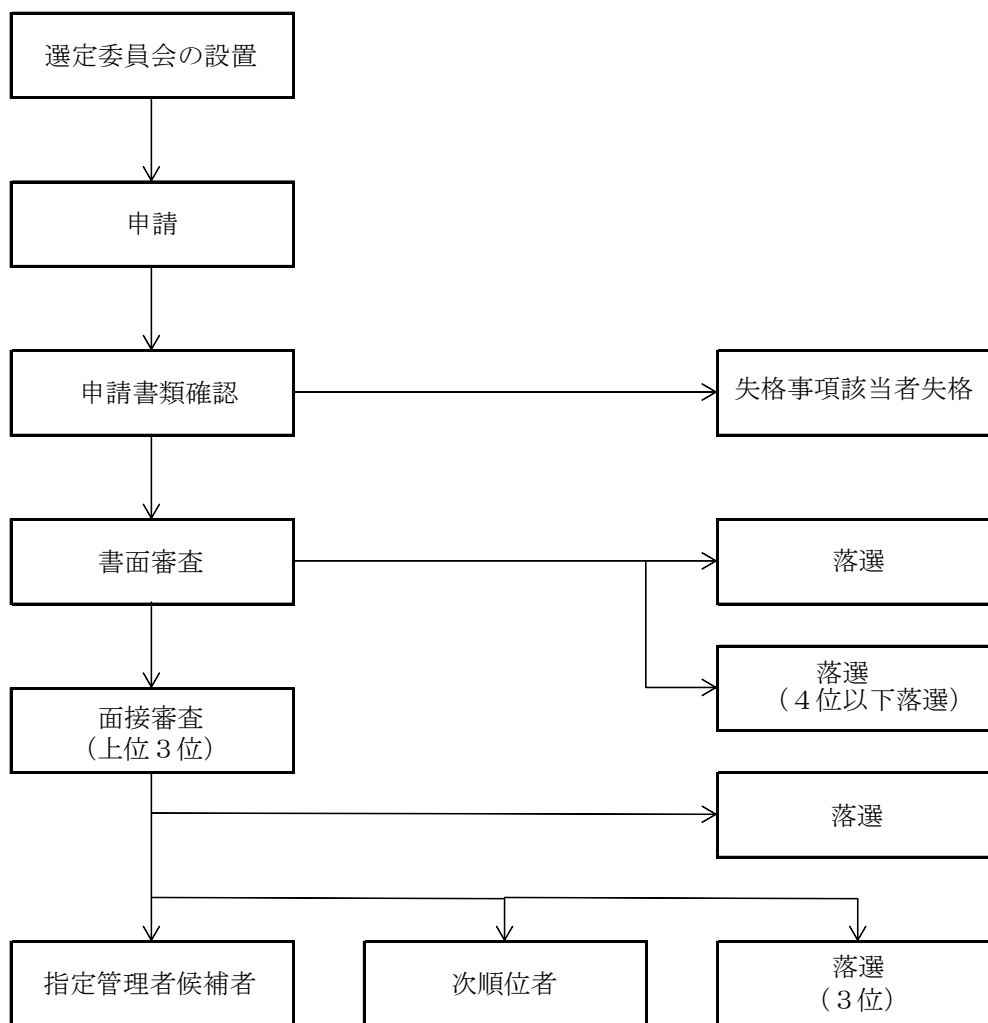 選定委員会の設置
申請
申請書類確認
失格事項該当者失格
書面審査
落選
落選
（４位以下落選）
面接審査
（上位３位）
落選
指定管理者候補者
次順位者
落選
（３位）